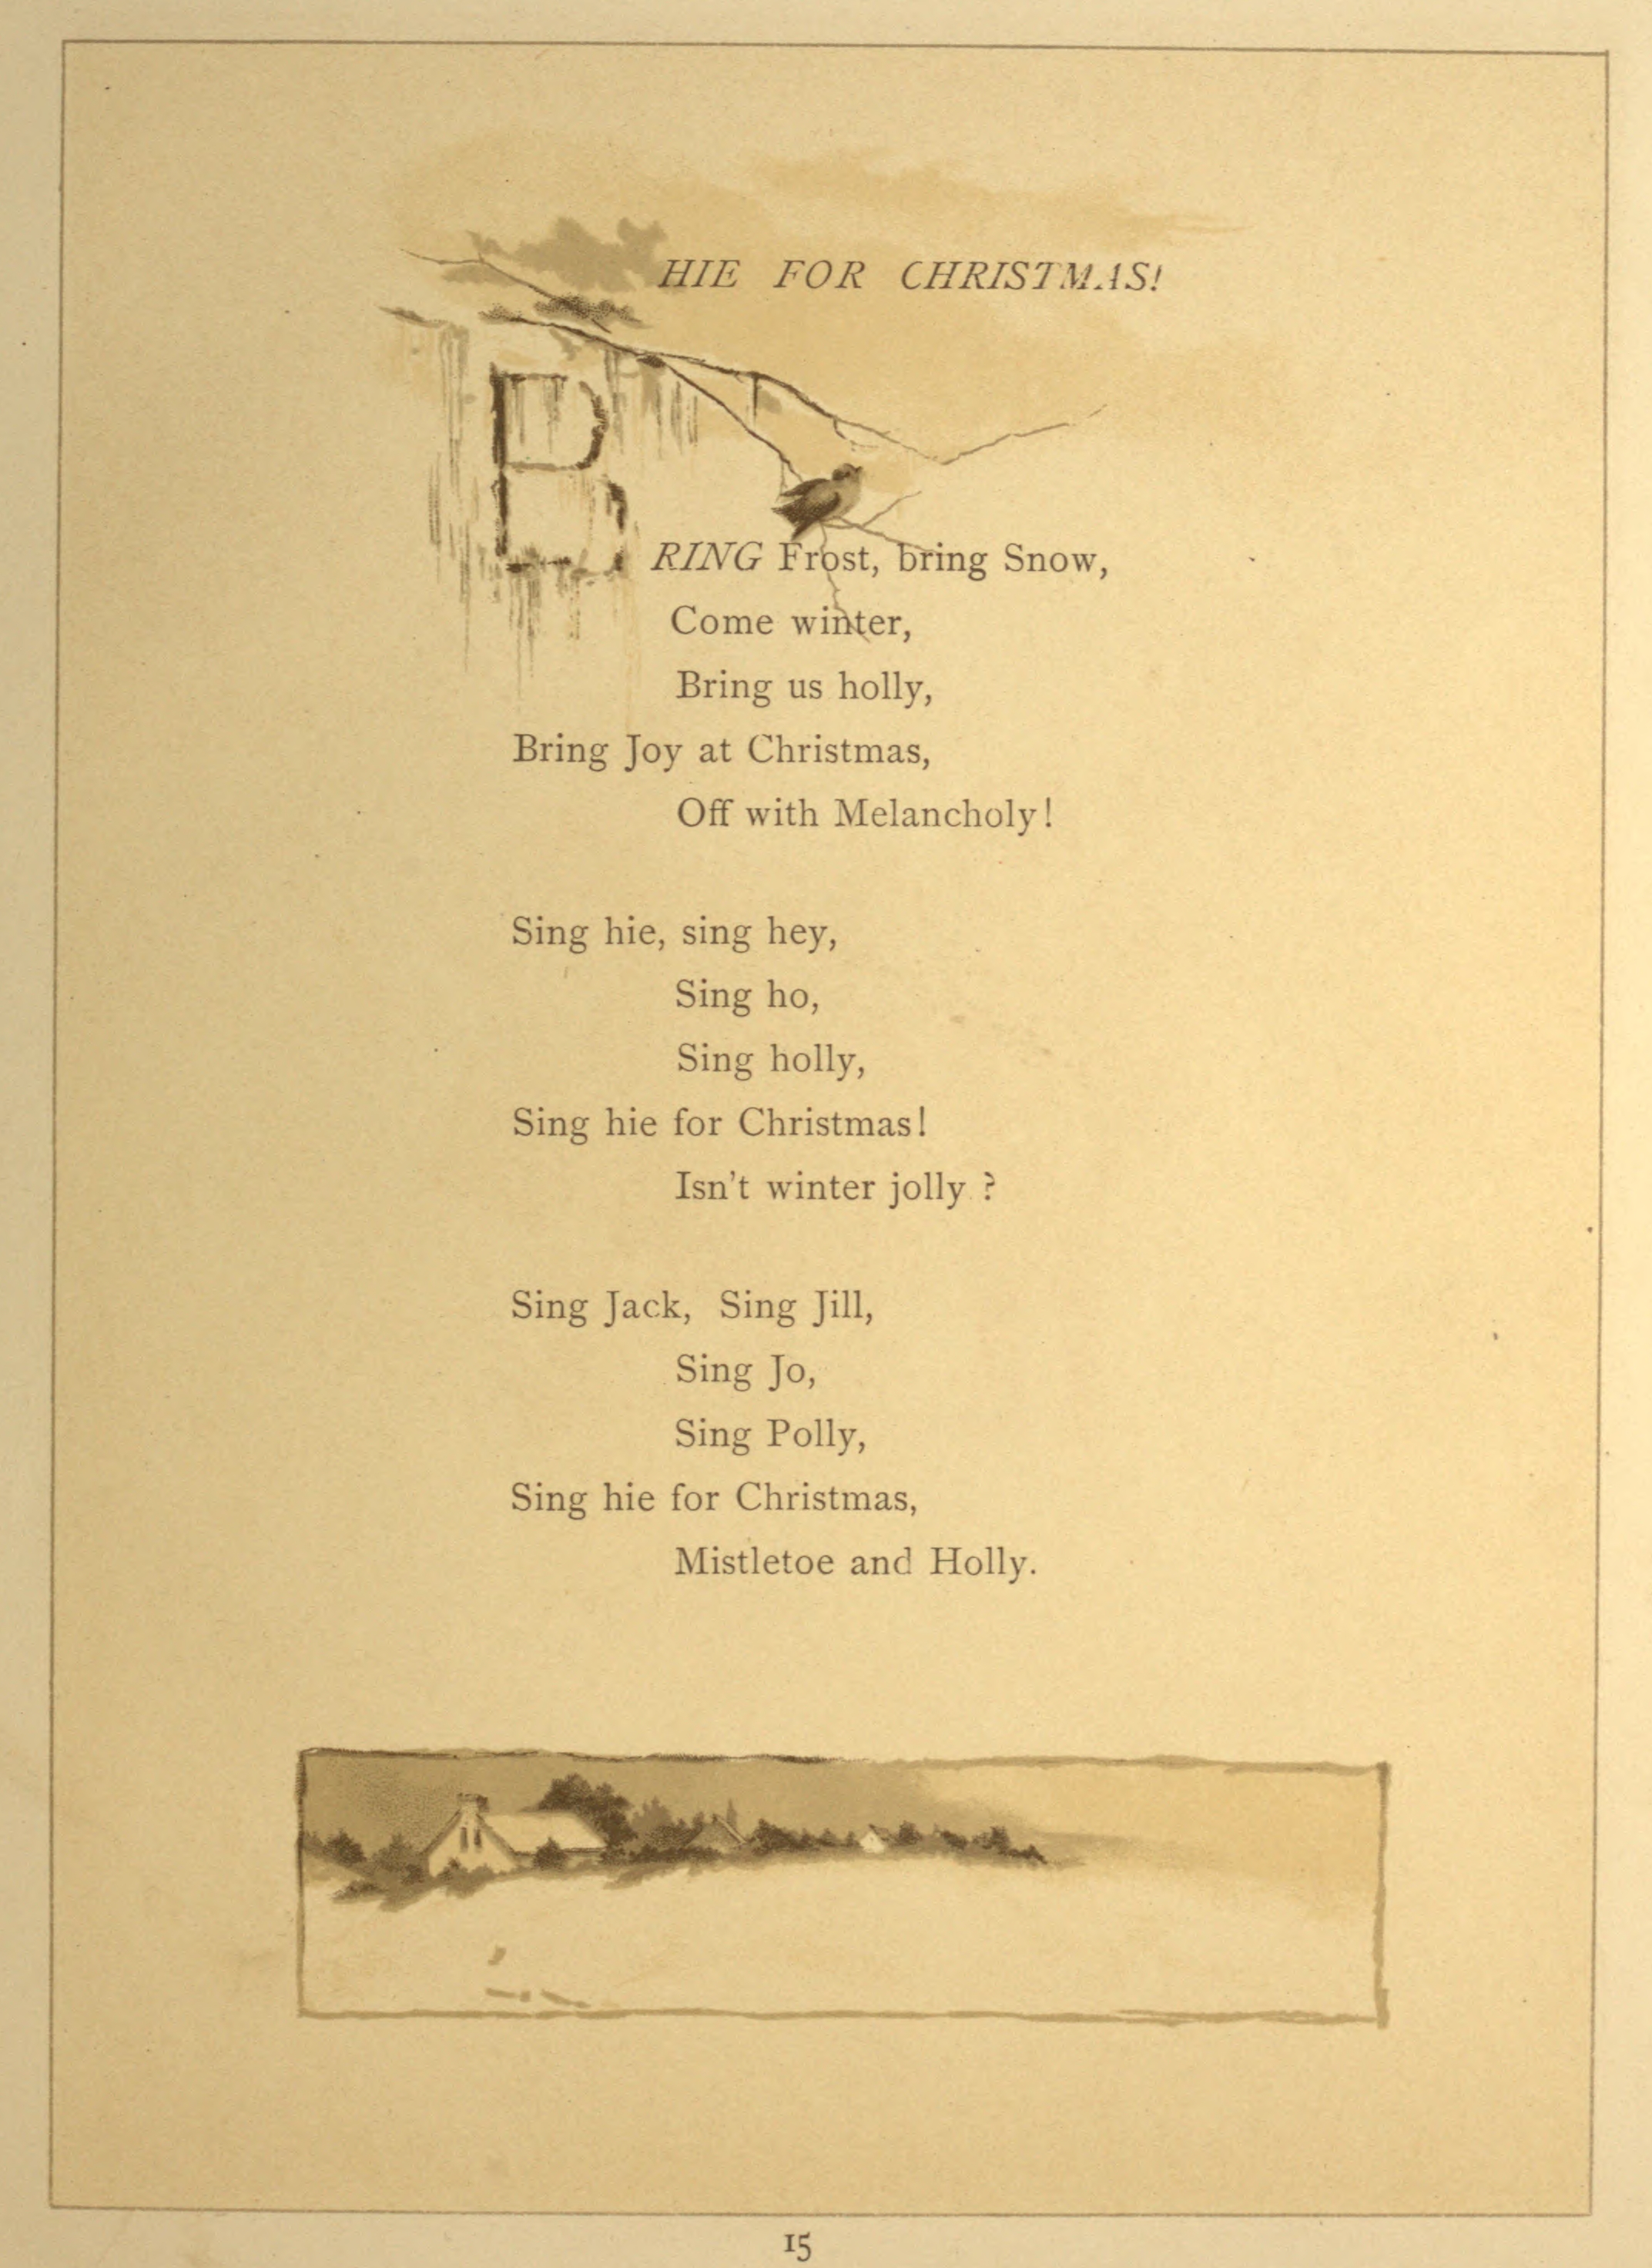 HIE FOR CHRISTMAS!
BRING Frost, bring Snow,
Come winter,
Bring us holly,
Bring Joy at Christmas,
Off with Melancholy!
Sing hie, sing hey,
Sing ho,
Sing holly,
Sing hie for Christmas!
Isn't winter jolly?
Sing Jack, Sing Jill,
Sing Jo,
Sing Polly,
Sing hie for Christmas,
Mistletoe and Holly.
15